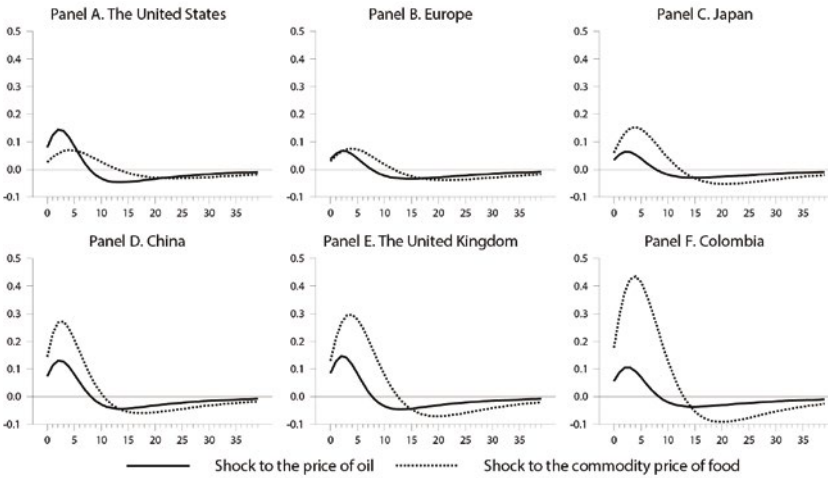 Panel A. The United States
Panel B. Europe
Panel C. Japan
0.5 0.5 0.5
0.4 0.4 0.4
0.3 0.3 0.3
0.2 0.2 0.2
0.1 0.1 0.1
0.0 0.0 0.0
-0.1 -0.1 -0.1
0 5 10 15 20 25 30 35 0 5 10 15 20 25 30 35 0 5 10 15 20 25 30 35
Panel D. China
Panel E. The United Kingdom
Panel F. Colombia
0.5 0.5 0.5
0.4 0.4 0.4
0.3 0.3 0.3
0.2 0.2 0.2
0.1 0.1 0.1
0.0 0.0 0.0
-0.1 -0.1 -0.1
0 5 10 15 20 25 30 35 0 5 10 15 20 25 30 35 0 5 10 15 20 25 30 35
Shock to the price of oil
Shock to the commodity price of food